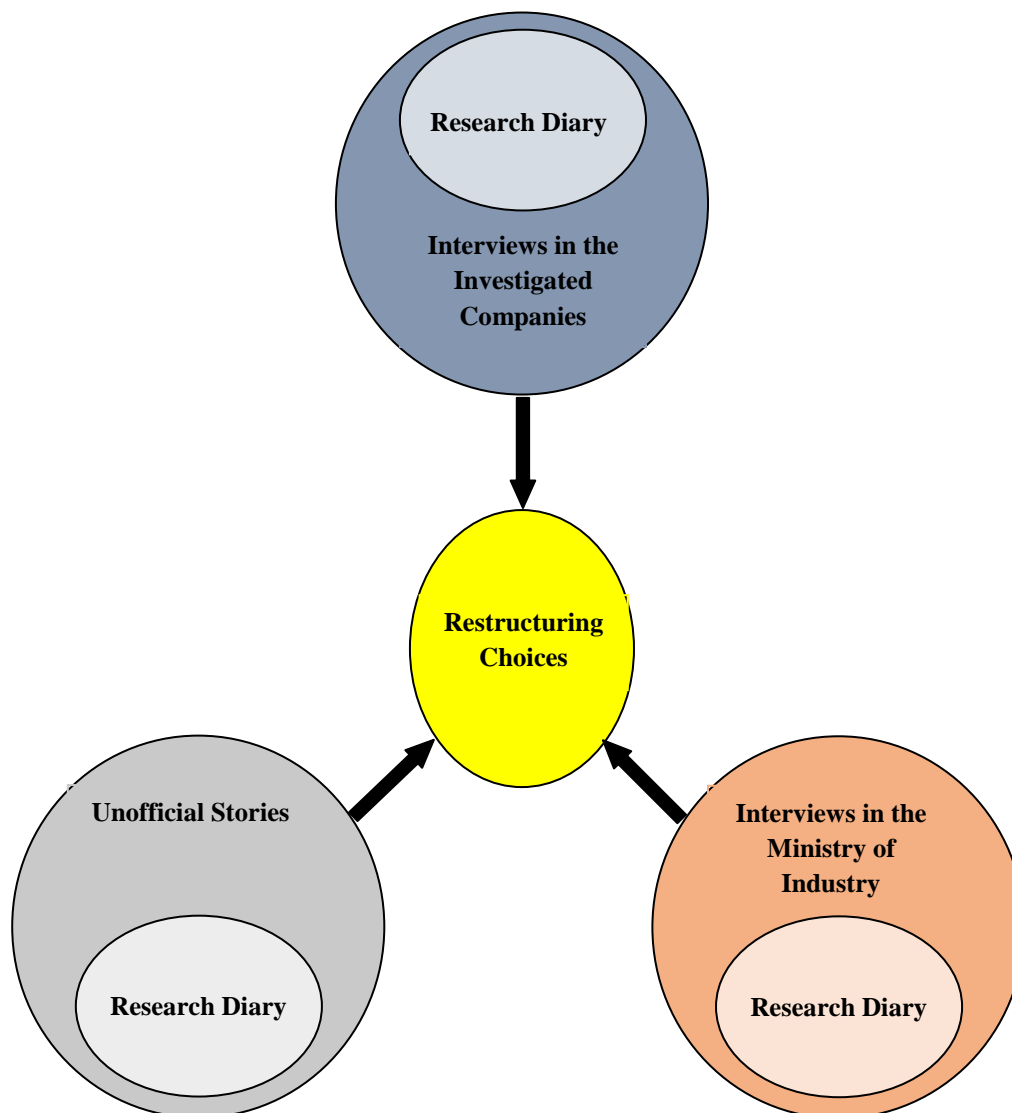 Research Diary
Interviews in the
Investigated
Companies
Restructuring
Choices
Unofficial Stories
Research Diary
Interviews in the
Ministry of
Industry
Research Diary